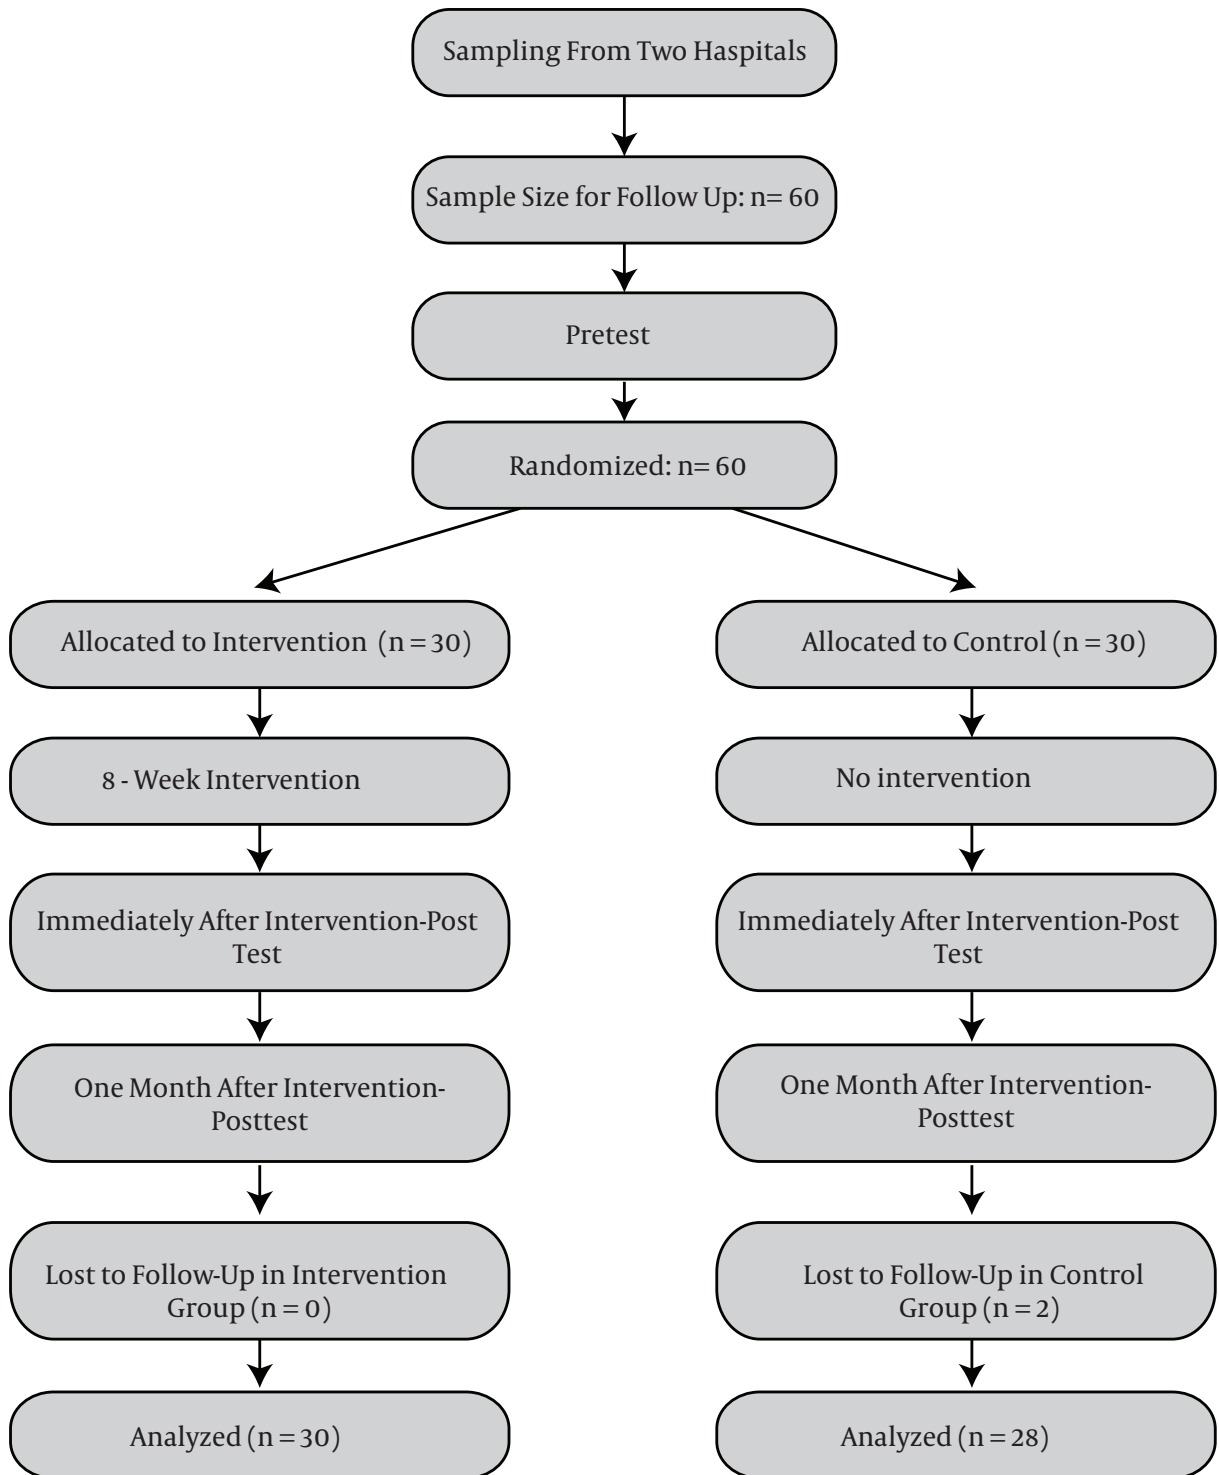 Sampling From Two Haspitals
Sample Size for Follow Up: n= 60
Pretest
Randomized: n= 60
Allocated to Intervention (n = 30)
8 - Week Intervention
Immediately After Intervention-Post
Test
One Month After Intervention-
Posttest
Lost to Follow-Up in Intervention
Group (n = 0)
Analyzed (n = 30)
Allocated to Control (n = 30)
No intervention
Immediately After Intervention-Post
Test
One Month After Intervention-
Posttest
Lost to Follow-Up in Control
Group (n = 2)
Analyzed (n = 28)